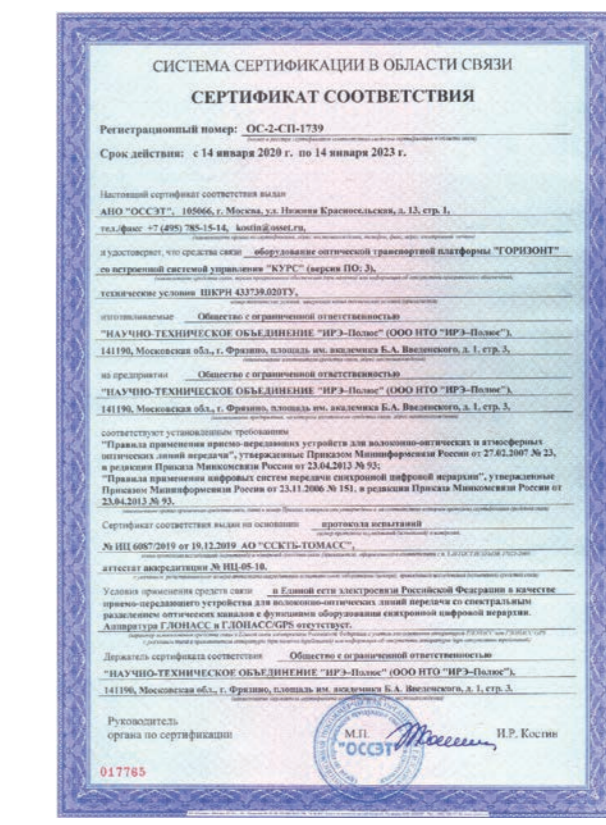 СИСТЕМА СЕРТИФИКАЦИИ В ОБЛАСТИ СВЯЗИ
СЕРТИФИКАТ СООТВЕТСТВИЯ
Регистрационный номер: ОС-2-СП-1739
Срок действия: с 14 января 2020 г. по 14 января 2023 г.
Настоящий сертификат соответствия выдан
АНО "ОССЭТ", 105066, г. Москва, ул. Нижняя Красносельская, д. 13, стр. 1,
тел./факс +7 (495) 785-15-14, kostin@osset.ru,
и удостоверяет, что средства связи оборудование оптической транспортной платформы "ГОРИЗОНТ"
со встроенной системой управления "КУРС" (версия ПО: 3),
технические условия ШКРН 433739.020ТУ,
изготавливаемые Общество с ограниченной ответственностью
"НАУЧНО-ТЕХНИЧЕСКОЕ ОБЪЕДИНЕНИЕ "ИРЭ-Полюс" (ООО НТО "ИРЭ-Полюс"),
141190, Московская обл., г. Фрязино, площадь им. академика Б.А. Введенского, д. 1, стр. 3,
на предприятии Общество с ограниченной ответственностью
"НАУЧНО-ТЕХНИЧЕСКОЕ ОБЪЕДИНЕНИЕ "ИРЭ-Полюс" (ООО НТО "ИРЭ-Полюс"),
141190, Московская обл., г. Фрязино, площадь им. академика Б.А. Введенского, д. 1, стр. 3,
соответствуют установленным требованиям
"Правила применения приемо-передающих устройств для волоконно-оптических и атмосферных
оптических линий передачи", утвержденные Приказом Мининформсвязи России от 27.02.2007 № 23,
в редакции Приказа Минкомсвязи России от 23.04.2013 № 93;
"Правила применения цифровых систем передачи синхронной цифровой иерархии", утвержденные
Приказом Мининформсвязи России от 23.11.2006 № 151, в редакции Приказа Минкомсвязи России от
23.04.2013 № 93.
Сертификат соответствия выдан на основании протокола испытаний
№ ИЦ 6087/2019 от 19.12.2019 АО "ССКТБ-ТОМАСС",
аттестат аккредитации № ИЦ-05-10.
Условия применения средств связи в Единой сети электросвязи Российской Федерации в качестве
приемо-передающего устройства для волоконно-оптических линий передачи со спектральным
разделением оптических каналов с функциями оборудования синхронной цифровой иерархии.
Аппаратура ГЛОНАСС и ГЛОНАСС/GPS отсутствует.
Держатель сертификата соответствия Общество с ограниченной ответственностью
"НАУЧНО-ТЕХНИЧЕСКОЕ ОБЪЕДИНЕНИЕ "ИРЭ-Полюс" (ООО НТО "ИРЭ-Полюс"),
141190, Московская обл., г. Фрязино, площадь им. академика Б.А. Введенского, д. 1, стр. 3.
Руководитель
органа по сертификации М.П. И.Р. Костин
"ОССЭТ"
017765